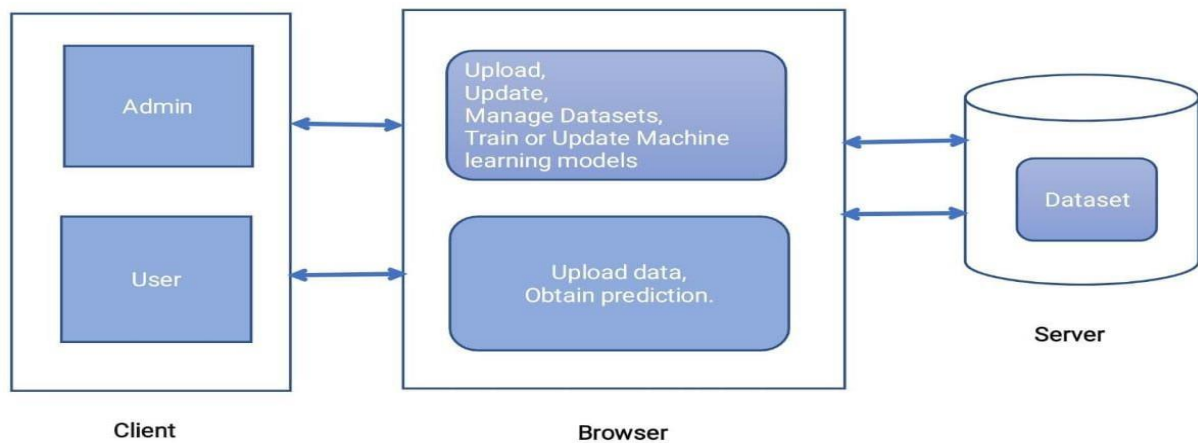 Admin
User
Client
Upload,
Update,
Manage Datasets,
Train or Update Machine
learning models
Upload data,
Obtain prediction.
Browser
Dataset
Server